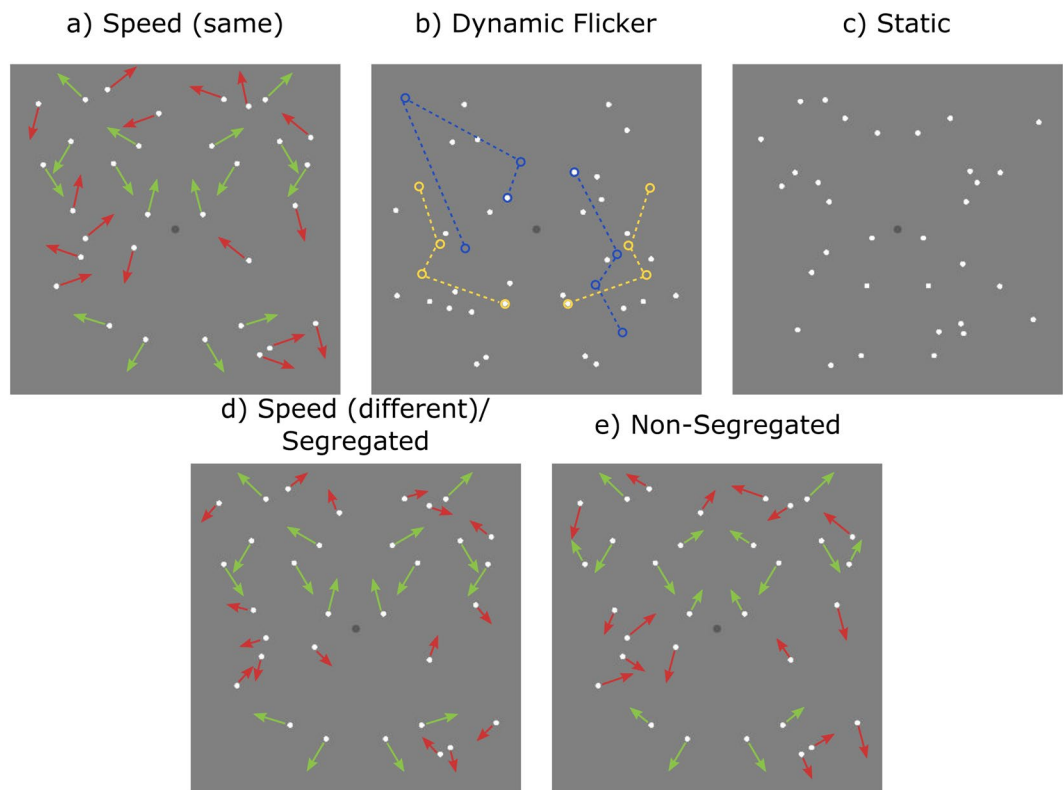 a) Speed (same)
b) Dynamic Flicker
c) Static
d) Speed (different)/
Segregated
e) Non-Segregated